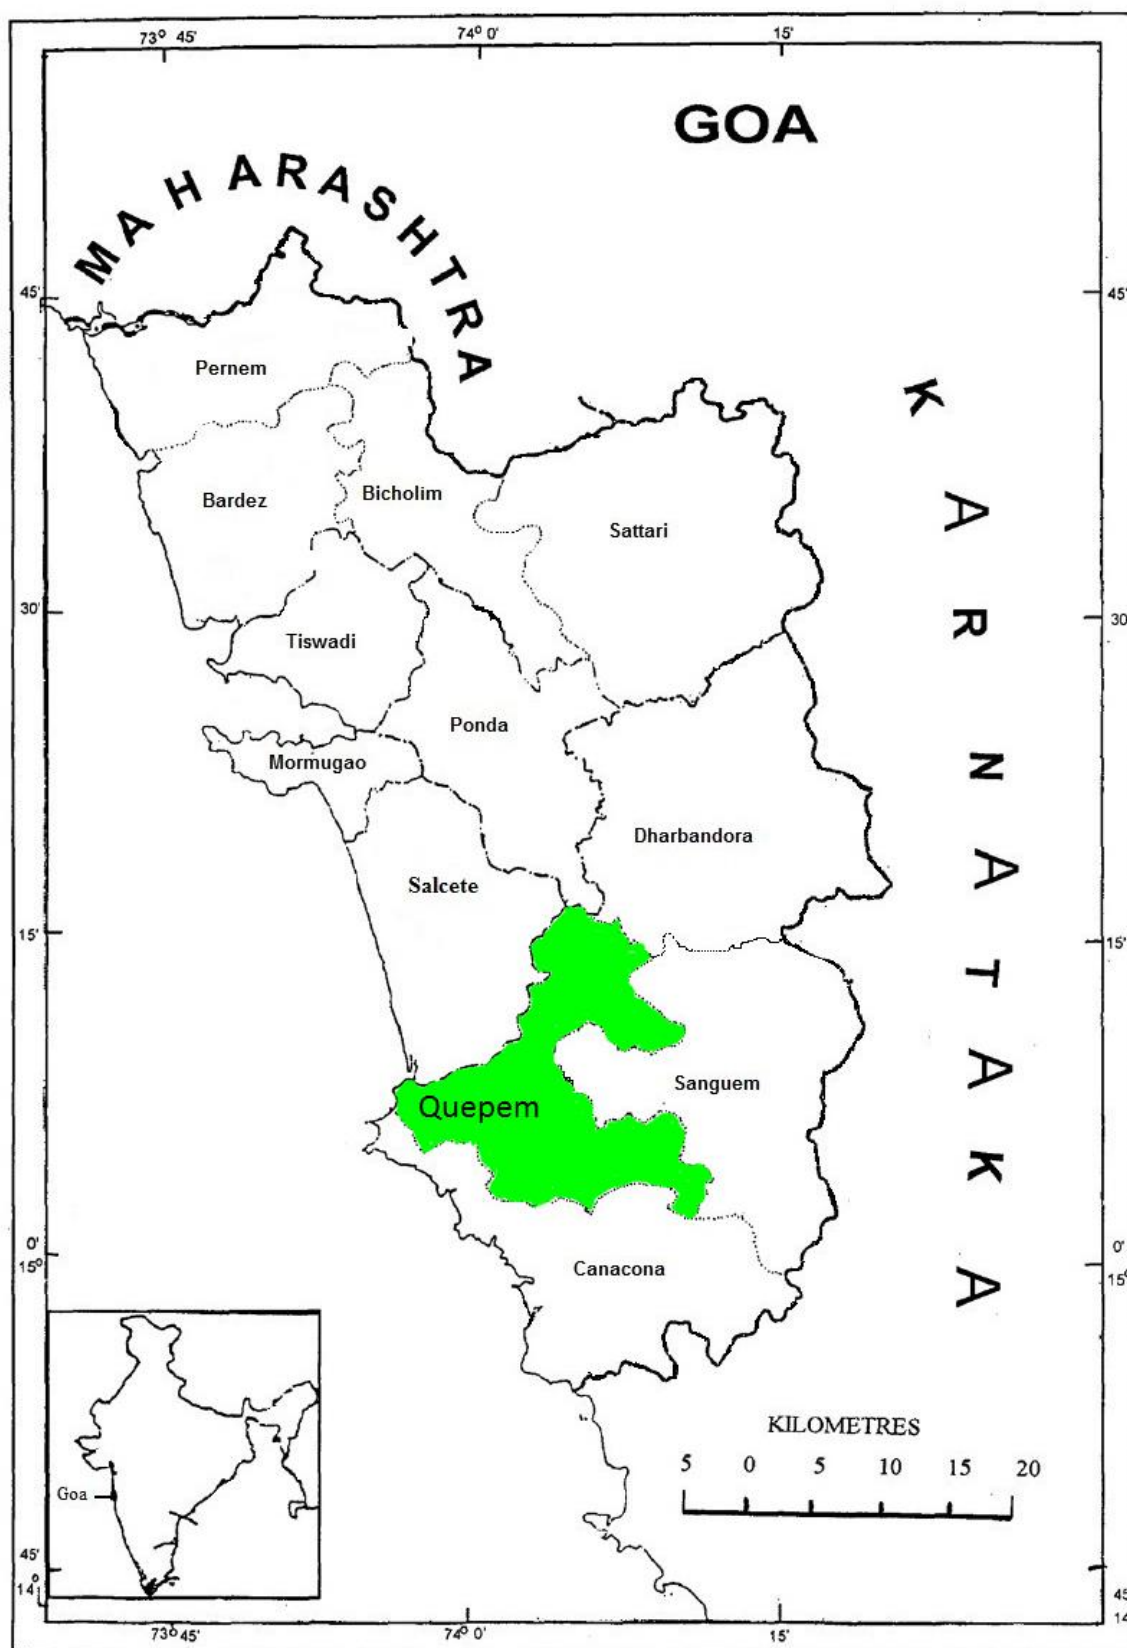 73° 45'
74° 0'
15'
GOA
MAHARASHTRA
45'
45'
Pernem
KARNATAKA
Bardez
Bicholim
Sattari
30'
30'
Tiswadi
Ponda
Mormugao
Dharbandora
Salcete
15'
15'
Sanguem
Quepem
0'
15°
0'
15°
Canacona
KILOMETRES
5 0 5 10 15 20
Goa
45'
14°
45
14
73° 45'
74° 0'
15'